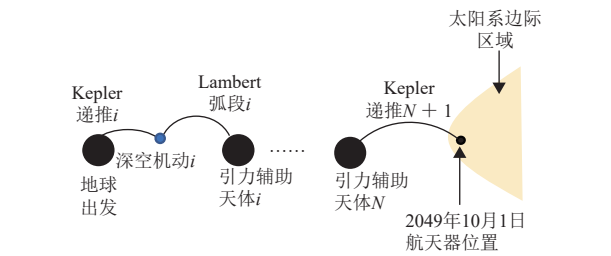 太阳系边际
区域
Kepler
递推i
Lambert
弧段i
Kepler
递推N + 1
深空机动i
......
地球
出发
引力辅助
天体i
引力辅助
天体N
2049年10月1日
航天器位置